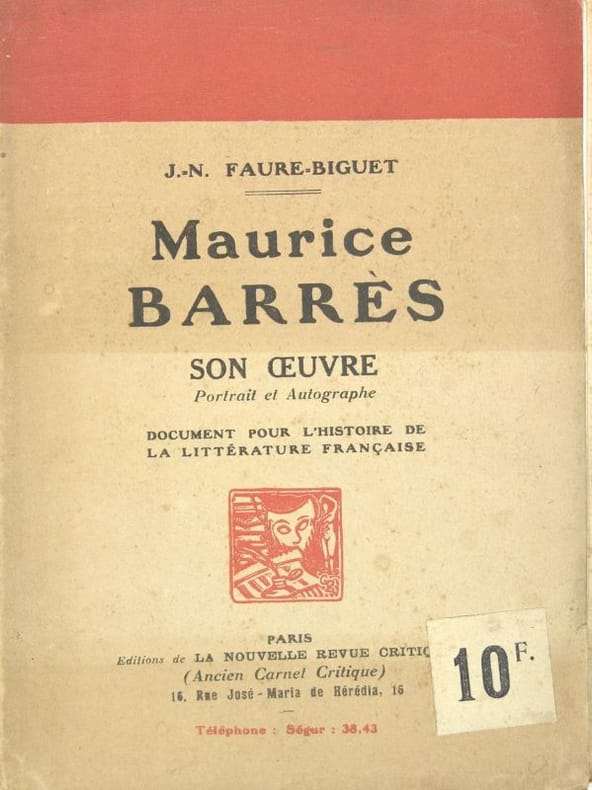 J.-N. FAURE-BIGUET
Maurice
BARRÈS
SON ŒUVRE
Portrait et Autographe
DOCUMENT POUR L'HISTOIRE DE
LA LITTÉRATURE FRANÇAISE
PARIS
Editions de LA NOUVELLE REVUE CRITIQ
(Ancien Carnet Critique)
16, Rue José-Maria de Hérédia, 16
Téléphone : Ségur : 38.43
10 F.